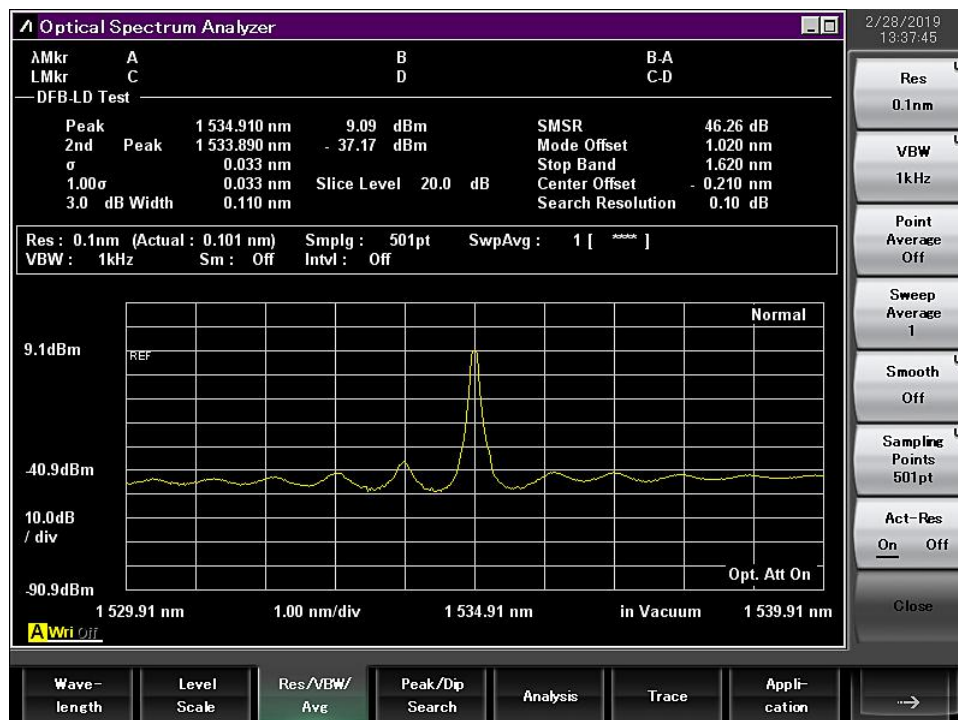 Optical Spectrum Analyzer
2/28/2019
13:37:45
λMkr A B B-A
LMkr C D C-D
DFB-LD Test
Peak 1 534.910 nm 9.09 dBm SMSR 46.26 dB
2nd Peak 1 533.890 nm - 37.17 dBm Mode Offset 1.020 nm
σ 0.033 nm Stop Band 1.620 nm
1.00σ 0.033 nm Slice Level 20.0 dB Center Offset - 0.210 nm
3.0 dB Width 0.110 nm Search Resolution 0.10 dB
Res : 0.1nm (Actual : 0.101 nm) Smplg : 501pt SwpAvg : 1 [ **** ]
VBW : 1kHz Sm : Off Intvl : Off
Normal
9.1dBm
REF
-40.9dBm
10.0dB
/ div
Opt. Att On
-90.9dBm
1 529.91 nm 1.00 nm/div 1 534.91 nm in Vacuum 1 539.91 nm
A Wri Off
Res
0.1nm
VBW
1kHz
Point
Average
Off
Sweep
Average
1
Smooth
Off
Sampling
Points
501pt
Act-Res
On Off
Close
Wave-
length
Level
Scale
Res/VBW/
Avg
Peak/Dip
Search
Analysis
Trace
Appli-
cation